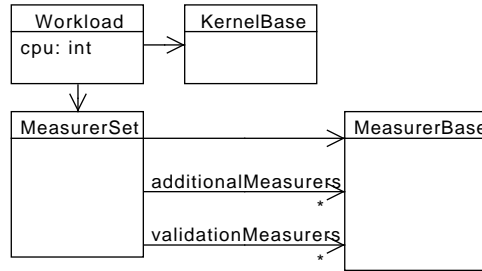 Workload
KernelBase
cpu: int
MeasurerSet
MeasurerBase
additionalMeasurers
*
validationMeasurers
*